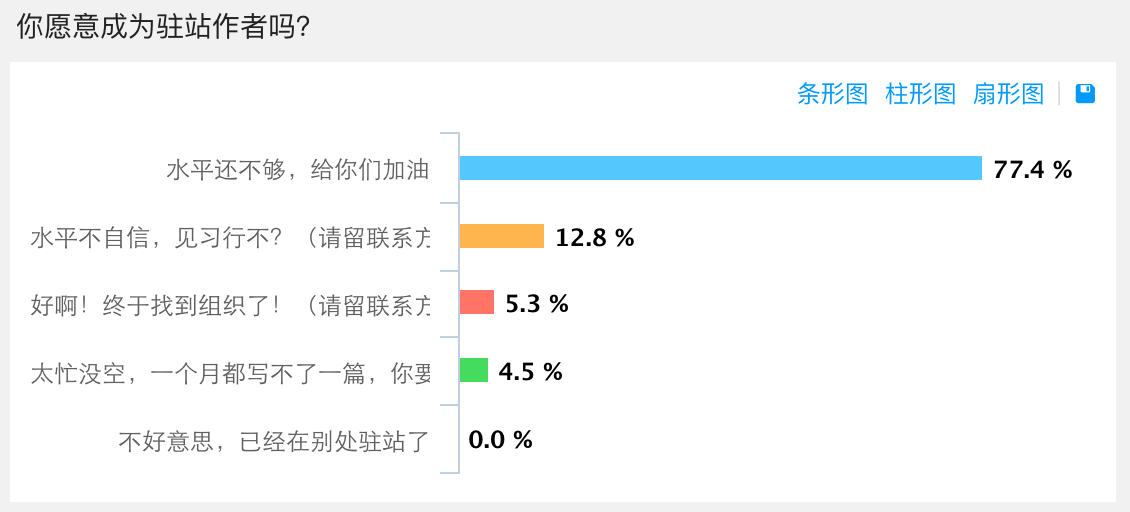 你愿意成为驻站作者吗?
条形图 柱形图 扇形图
水平还不够，给你们加油 77.4 %
水平不自信，见习行不？（请留联系方 12.8 %
好啊！终于找到组织了！（请留联系方 5.3 %
太忙没空，一个月都写不了一篇，你要 4.5 %
不好意思，已经在别处驻站了 0.0 %